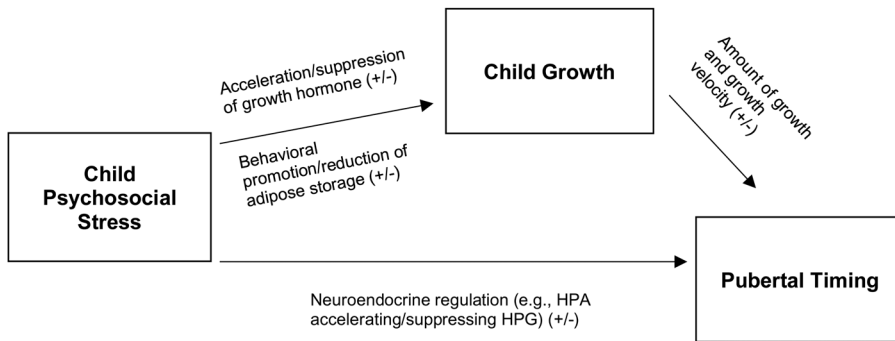 Child Growth
Acceleration/suppression
of growth hormone (+/-)
Amount of growth
and growth
velocity (+/-)
Child
Psychosocial
Stress
Behavioral
promotion/reduction of
adipose storage (+/-)
Pubertal Timing
Neuroendocrine regulation (e.g., HPA
accelerating/suppressing HPG) (+/-)